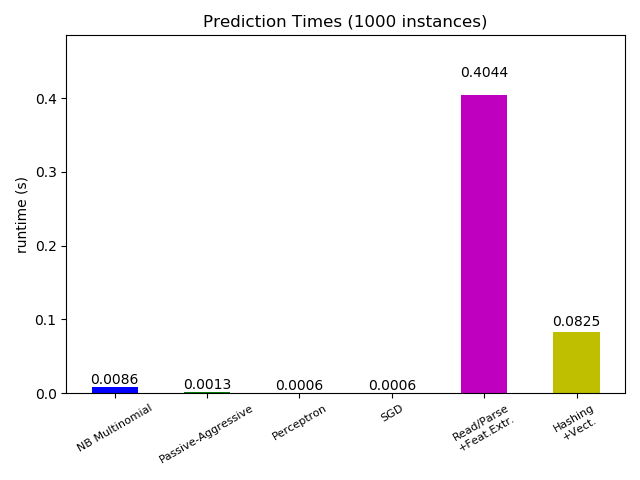 Prediction Times (1000 instances)
runtime (s)
0.4
0.3
0.2
0.1
0.0
0.0086
0.0013
0.0006
0.0006
0.4044
0.0825
NB Multinomial
Passive-Aggressive
Perceptron
SGD
Read/Parse
+Feat.Extr.
Hashing
+Vect.